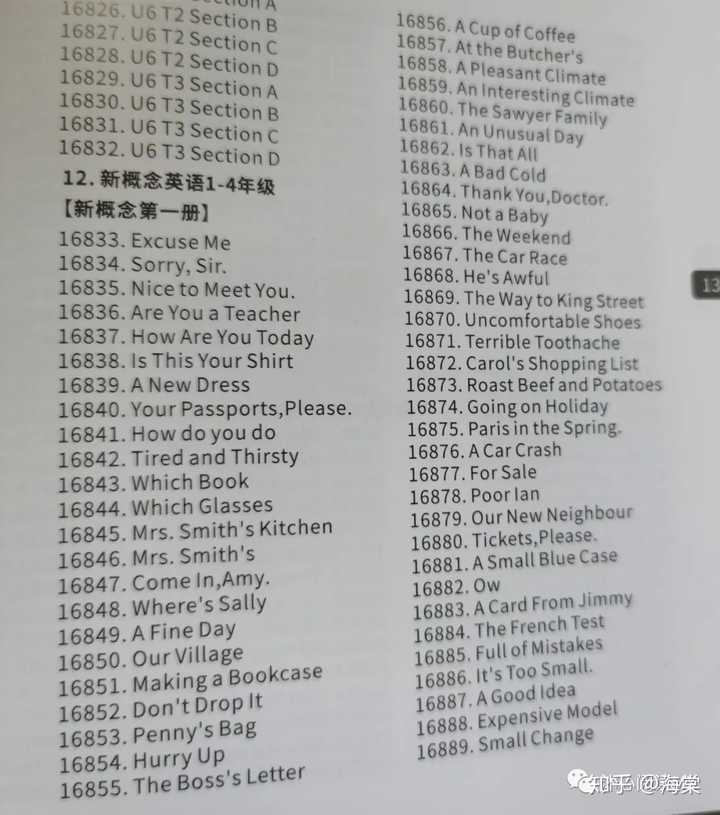 Section A
16826. U6 T2 Section B
16827. U6 T2 Section C
16828. U6 T2 Section D
16829. U6 T3 Section A
16830. U6 T3 Section B
16831. U6 T3 Section C
16832. U6 T3 Section D
12. 新概念英语1-4年级
【新概念第一册】
16833. Excuse Me
16834. Sorry, Sir.
16835. Nice to Meet You.
16836. Are You a Teacher
16837. How Are You Today
16838. Is This Your Shirt
16839. A New Dress
16840. Your Passports,Please.
16841. How do you do
16842. Tired and Thirsty
16843. Which Book
16844. Which Glasses
16845. Mrs. Smith's Kitchen
16846. Mrs. Smith's
16847. Come In,Amy.
16848. Where's Sally
16849. A Fine Day
16850. Our Village
16851. Making a Bookcase
16852. Don't Drop It
16853. Penny's Bag
16854. Hurry Up
16855. The Boss's Letter
16856. A Cup of Coffee
16857. At the Butcher's
16858. A Pleasant Climate
16859. An Interesting Climate
16860. The Sawyer Family
16861. An Unusual Day
16862. Is That All
16863. A Bad Cold
16864. Thank You,Doctor.
16865. Not a Baby
16866. The Weekend
16867. The Car Race
16868. He's Awful
16869. The Way to King Street
16870. Uncomfortable Shoes
16871. Terrible Toothache
16872. Carol's Shopping List
16873. Roast Beef and Potatoes
16874. Going on Holiday
16875. Paris in the Spring.
16876. A Car Crash
16877. For Sale
16878. Poor Ian
16879. Our New Neighbour
16880. Tickets,Please.
16881. A Small Blue Case
16882. Ow
16883. A Card From Jimmy
16884. The French Test
16885. Full of Mistakes
16886. It's Too Small.
16887. A Good Idea
16888. Expensive Model
16889. Small Change
13
知乎 @海棠